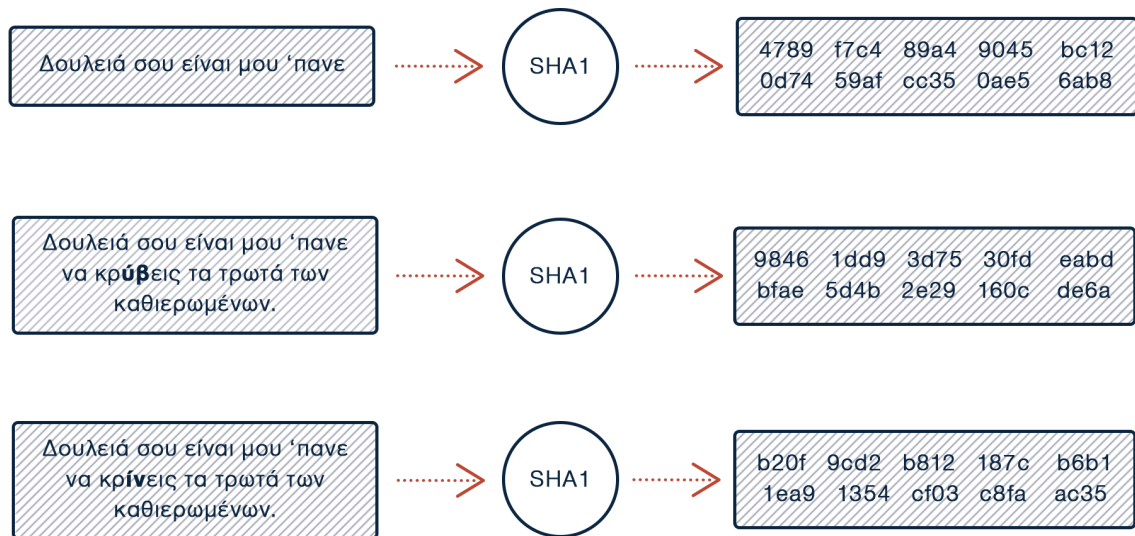 Δουλειά σου είναι μου ‘πανε
SHA1
4789 f7c4 89a4 9045 bc12
0d74 59af cc35 0ae5 6ab8
Δουλειά σου είναι μου ‘πανε
να κρύβεις τα τρωτά των
καθιερωμένων.
SHA1
9846 1dd9 3d75 30fd eabd
bfae 5d4b 2e29 160c de6a
Δουλειά σου είναι μου ‘πανε
να κρίνεις τα τρωτά των
καθιερωμένων.
SHA1
b20f 9cd2 b812 187c b6b1
1ea9 1354 cf03 c8fa ac35